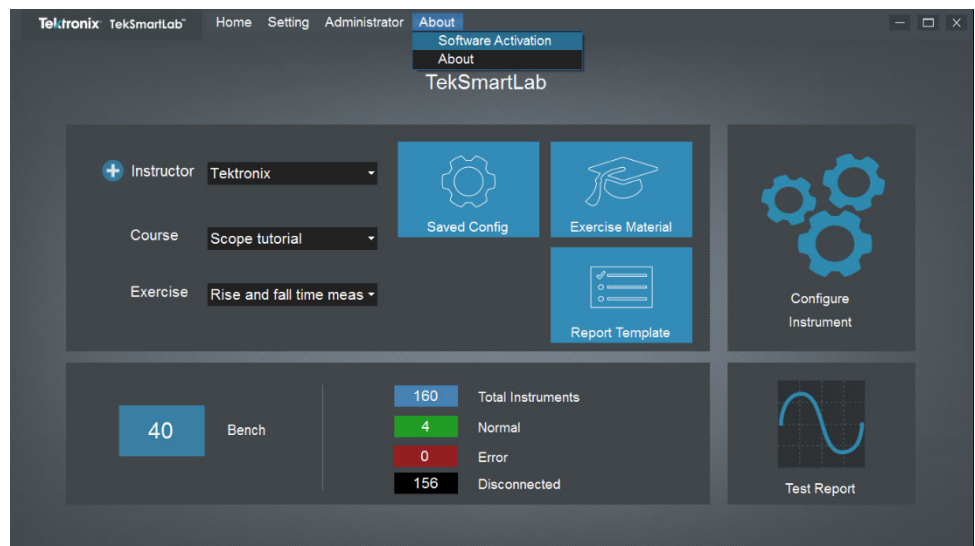 Tektronix TekSmartLab™ Home Setting Administrator About
Software Activation
About
TekSmartLab
Instructor Tektronix
Course Scope tutorial
Exercise Rise and fall time meas
Saved Config
Exercise Material
Report Template
Configure
Instrument
40 Bench
160 Total Instruments
4 Normal
0 Error
156 Disconnected
Test Report